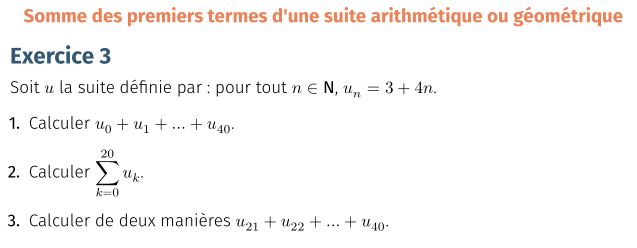 Somme des premiers termes d'une suite arithmétique ou géométrique
Exercice 3
Soit u la suite définie par : pour tout n ∈ N, uₙ = 3 + 4n.
1. Calculer u₀ + u₁ + ... + u₄₀.
2. Calculer ∑_{k=0}^{20} uₖ.
3. Calculer de deux manières u₂₁ + u₂₂ + ... + u₄₀.